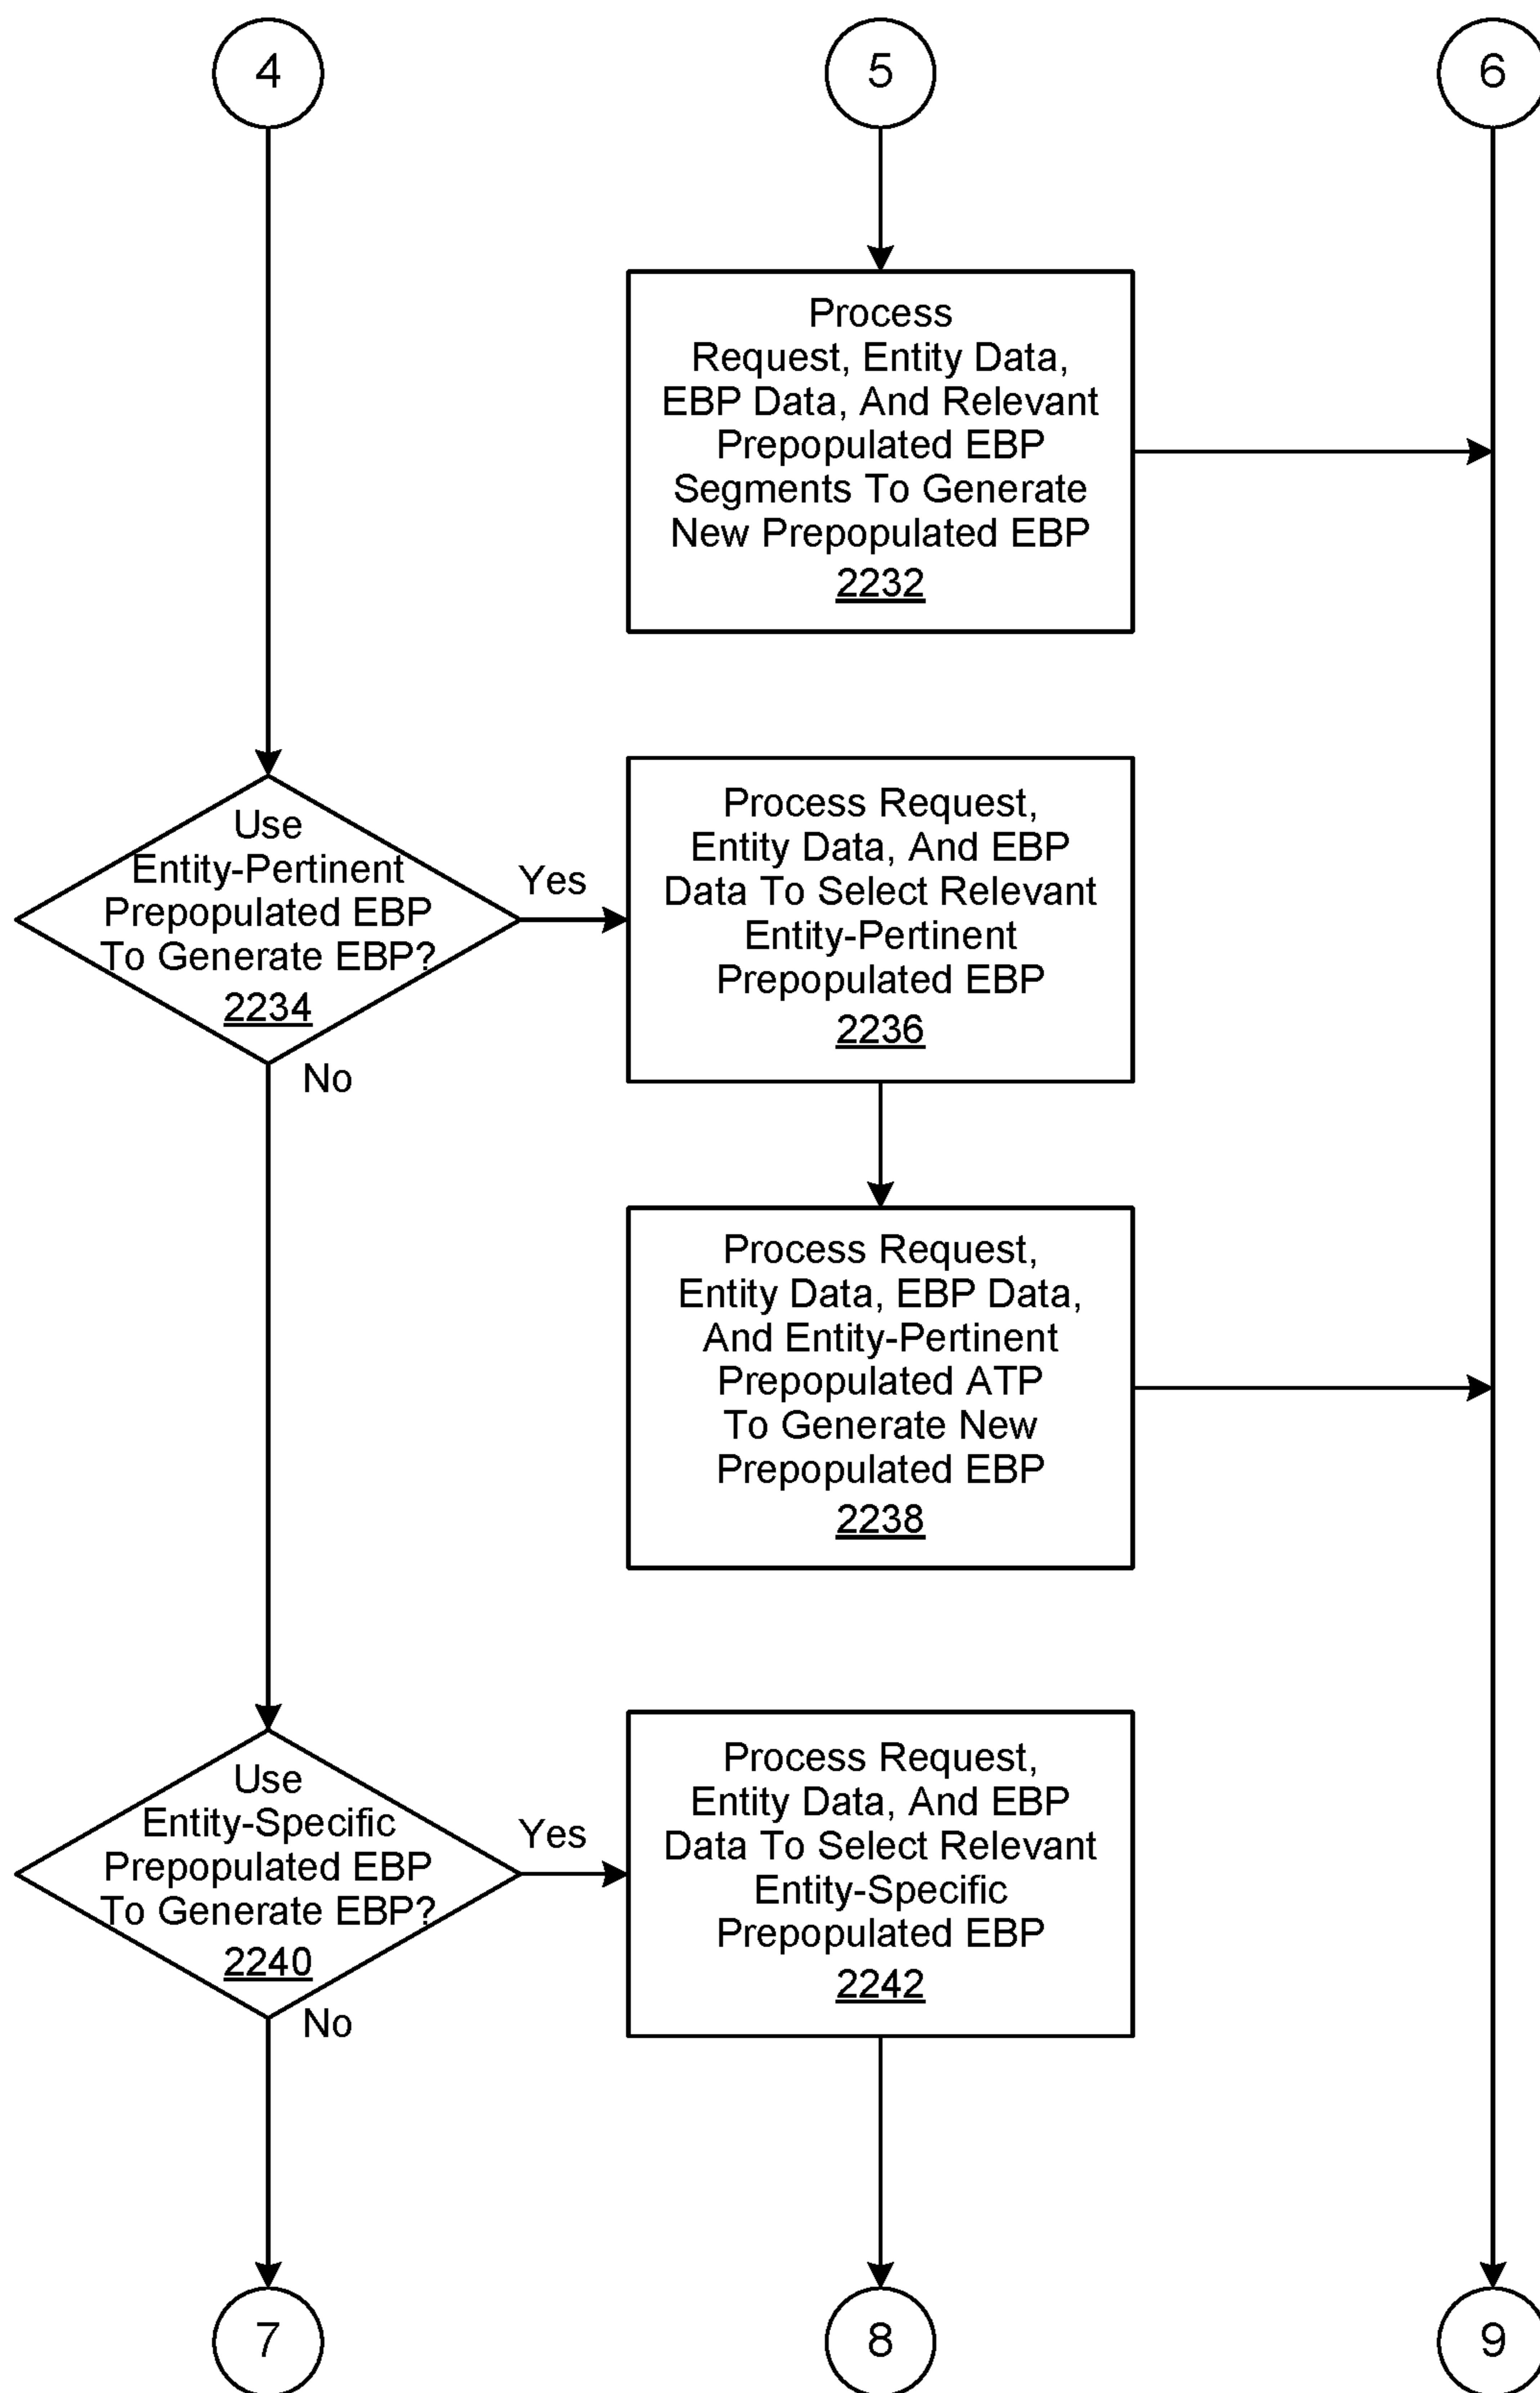 4
5
6
Process
Request, Entity Data,
EBP Data, And Relevant
Prepopulated EBP
Segments To Generate
New Prepopulated EBP
2232
Use
Entity-Pertinent
Prepopulated EBP
To Generate EBP?
2234
Yes
No
Process Request,
Entity Data, And EBP
Data To Select Relevant
Entity-Pertinent
Prepopulated EBP
2236
Process Request,
Entity Data, EBP Data,
And Entity-Pertinent
Prepopulated ATP
To Generate New
Prepopulated EBP
2238
Use
Entity-Specific
Prepopulated EBP
To Generate EBP?
2240
Yes
No
Process Request,
Entity Data, And EBP
Data To Select Relevant
Entity-Specific
Prepopulated EBP
2242
7
8
9